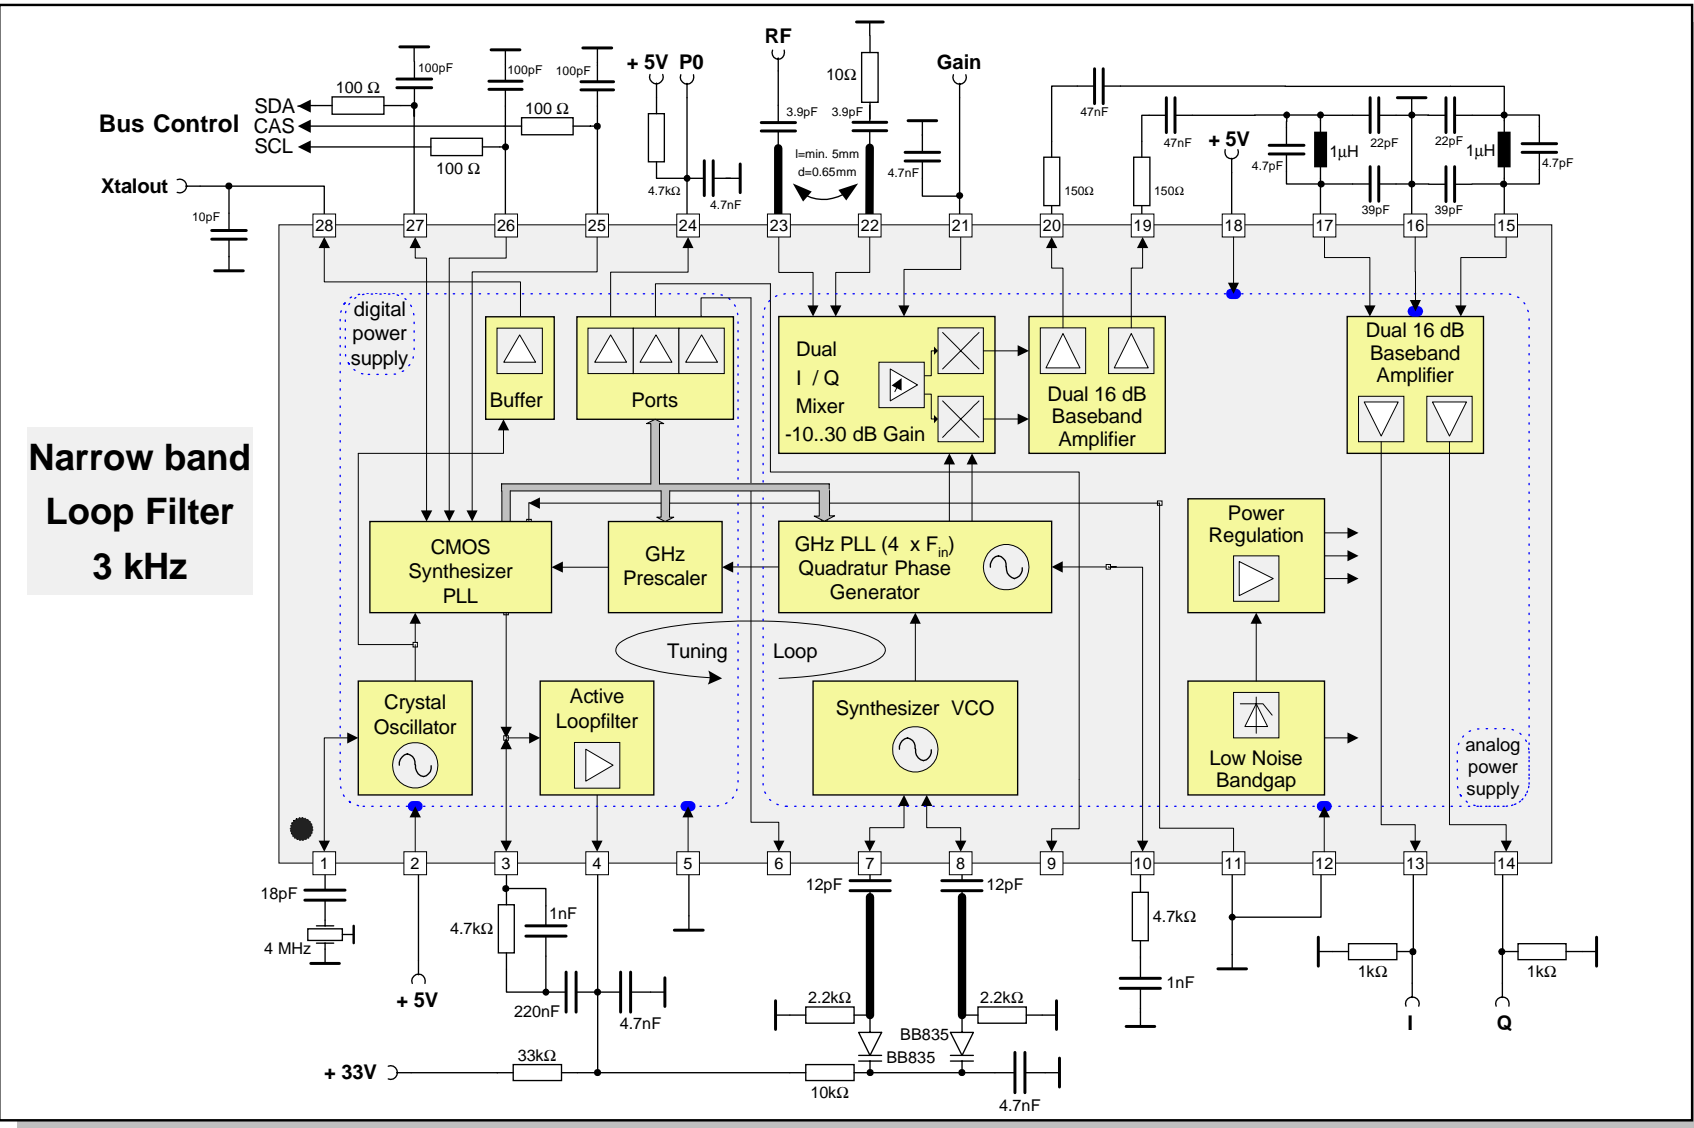 RF
+ 5V P0
Gain
100pF
100pF
100pF
10Ω
100 Ω
100 Ω
100 Ω
3.9pF
3.9pF
47nF
47nF
Bus Control
SDA
CAS
SCL
l=min. 5mm
d=0.65mm
+ 5V
4.7pF
1µH
22pF
22pF
1µH
4.7pF
Xtalout
4.7kΩ
4.7nF
4.7nF
150Ω
150Ω
39pF
39pF
10pF
28
27
26
25
24
23
22
21
20
19
18
17
16
15
digital
power
supply
Buffer
Ports
Dual
I / Q
Mixer
-10..30 dB Gain
Dual 16 dB
Baseband
Amplifier
Dual 16 dB
Baseband
Amplifier
Narrow band
Loop Filter
3 kHz
CMOS
Synthesizer
PLL
GHz
Prescaler
GHz PLL (4 x Fin)
Quadratur Phase
Generator
Power
Regulation
Tuning Loop
Crystal
Oscillator
Active
Loopfilter
Synthesizer VCO
Low Noise
Bandgap
analog
power
supply
1
2
3
4
5
6
7
8
9
10
11
12
13
14
18pF
4 MHz
+ 5V
4.7kΩ
1nF
220nF
4.7nF
12pF
12pF
2.2kΩ
2.2kΩ
BB835
BB835
4.7kΩ
1nF
1kΩ
1kΩ
I
Q
+ 33V
33kΩ
10kΩ
4.7nF